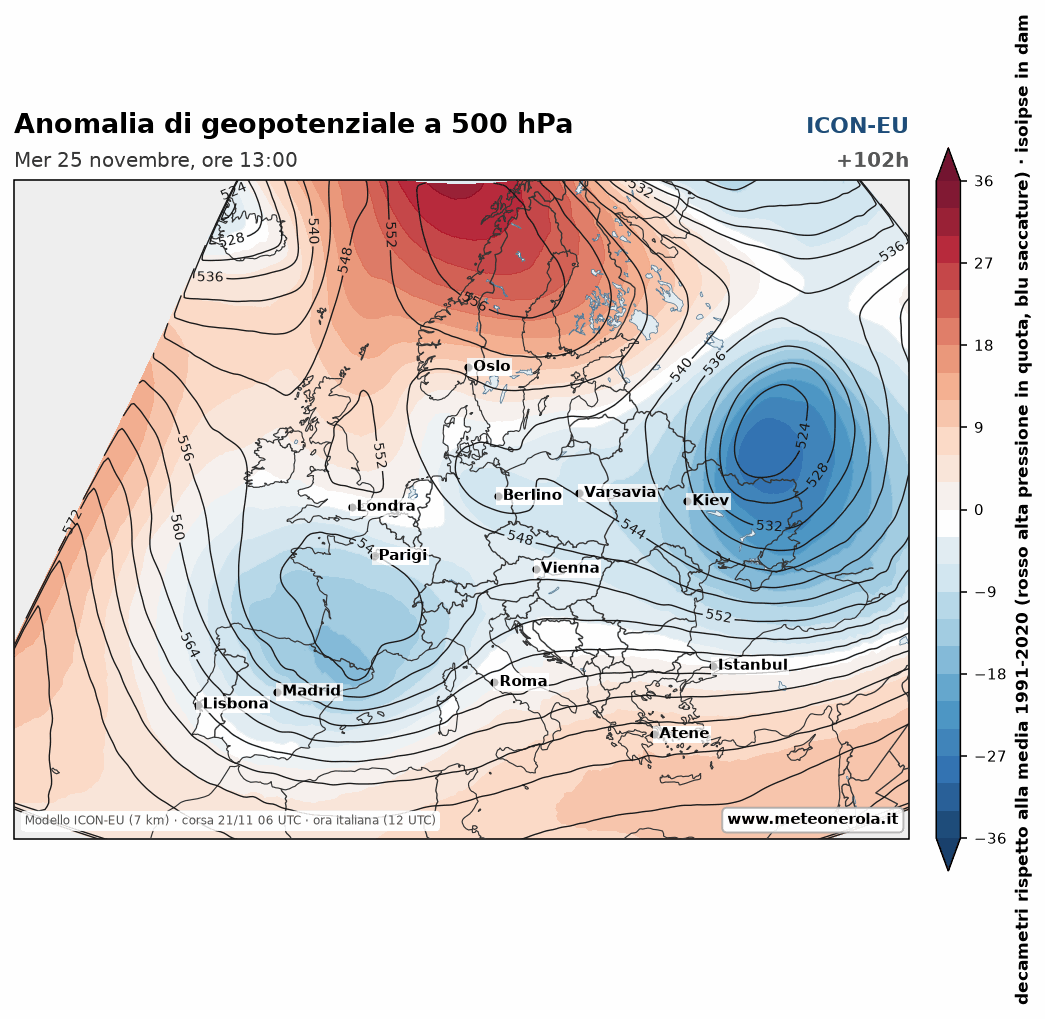 Anomalia di geopotenziale a 500 hPa
ICON-EU
Mer 25 novembre, ore 13:00
+102h
524
528
536
540
548
552
556
532
536
540
536
524
528
532
556
560
564
572
552
548
544
552
Oslo
Londra
Berlino
Varsavia
Kiev
Parigi
Vienna
Istanbul
Roma
Madrid
Lisbona
Atene
Modello ICON-EU (7 km) · corsa 21/11 06 UTC · ora italiana (12 UTC)
www.meteonerola.it
36
27
18
9
0
−9
−18
−27
−36
decametri rispetto alla media 1991-2020 (rosso alta pressione in quota, blu saccature) · isoipse in dam